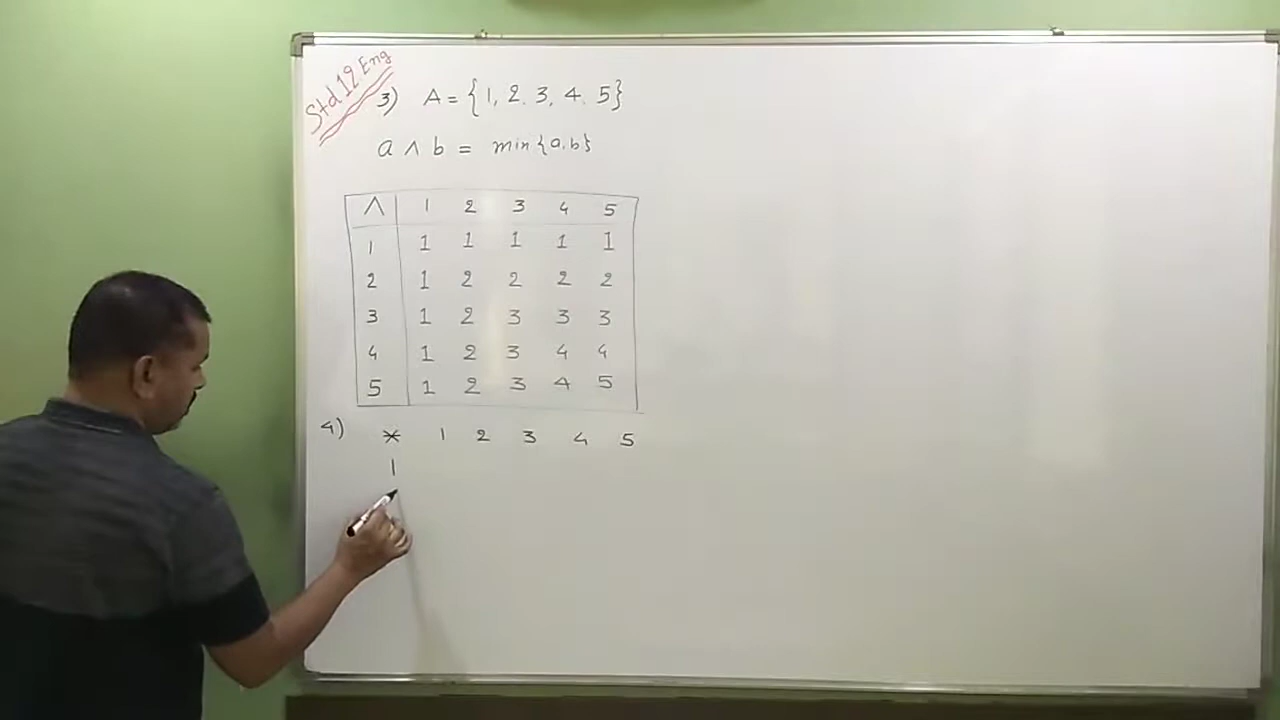 Std 12 Eng
3) A = {1, 2. 3, 4. 5}
a ∧ b = min {a, b}
∧ 1 2 3 4 5
1 1 1 1 1 1
2 1 2 2 2 2
3 1 2 3 3 3
4 1 2 3 4 4
5 1 2 3 4 5
4) * 1 2 3 4 5
1